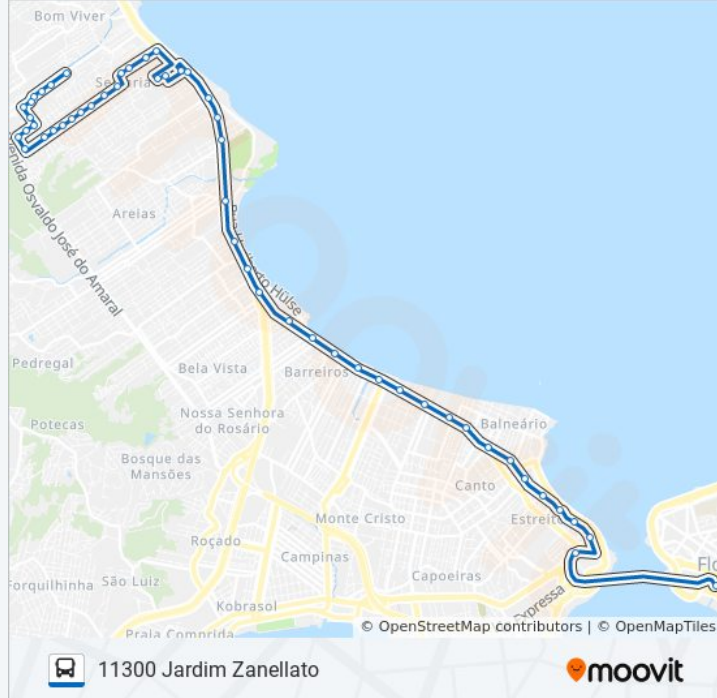 Bom Viver
Serraria
Avenida Osvaldo José do Amaral
Areias
Hülse
Pedregal
Bela Vista
Barreiros
Potecas
Nossa Senhora
do Rosário
Balneário
Bosque das
Mansões
Canto
Monte Cristo
Estreito
Roçado
Campinas
Flo
Forquilhinha
São Luiz
Capoeiras
Kobrasol
Expressa
Praia Comprida
© OpenStreetMap contributors | © OpenMapTiles
11300 Jardim Zanellato
moovit